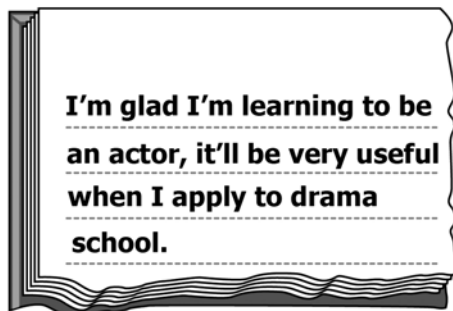 I'm glad I'm learning to be
an actor, it'll be very useful
when I apply to drama
school.